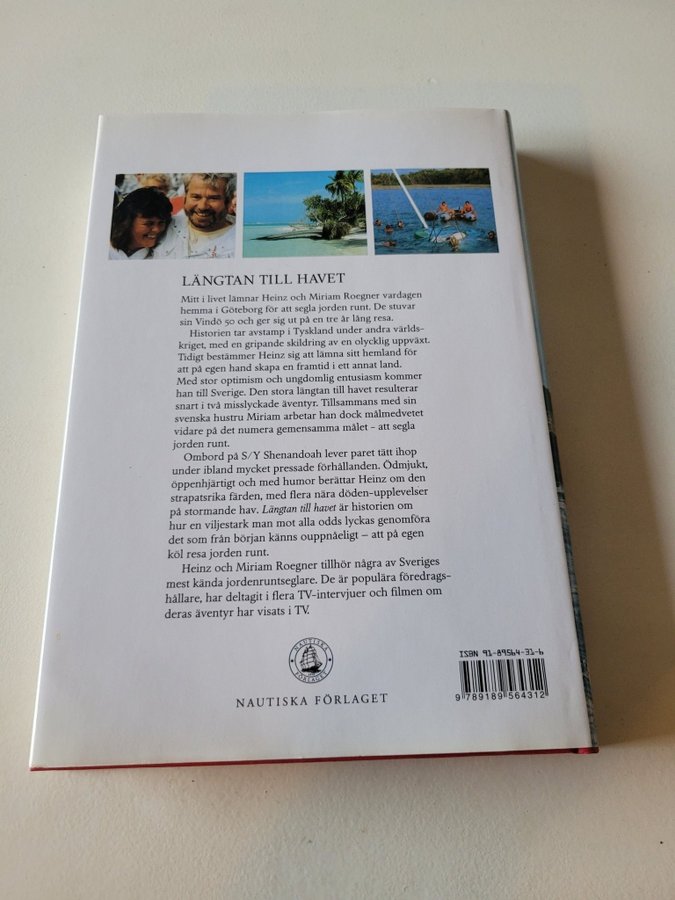 LÄNGTAN TILL HAVET
Mitt i livet lämnar Heinz och Miriam Roegner vardagen
hemma i Göteborg för att segla jorden runt. De stuvar
sin Vindö 50 och ger sig ut på en tre år lång resa.
Historien tar avstamp i Tyskland under andra världs-
kriget, med en gripande skildring av en olycklig uppväxt.
Tidigt bestämmer Heinz sig att lämna sitt hemland för
att på egen hand skapa en framtid i ett annat land.
Med stor optimism och ungdomlig entusiasm kommer
han till Sverige. Den stora längtan till havet resulterar
snart i två misslyckade äventyr. Tillsammans med sin
svenska hustru Miriam arbetar han dock målmedvetet
vidare på det numera gemensamma målet – att segla
jorden runt.
Ombord på S/Y Shenandoah lever paret tätt ihop
under ibland mycket pressade förhållanden. Ödmjukt,
öppenhjärtigt och med humor berättar Heinz om den
strapatsrika färden, med flera nära döden-upplevelser
på stormande hav. Längtan till havet är historien om
hur en viljestark man mot alla odds lyckas genomföra
det som från början känns ouppnåeligt – att på egen
köl resa jorden runt.
Heinz och Miriam Roegner tillhör några av Sveriges
mest kända jordenruntseglare. De är populära föredrags-
hållare, har deltagit i flera TV-intervjuer och filmen om
deras äventyr har visats i TV.
NAUTISKA
FÖRLAGET
NAUTISKA FÖRLAGET
ISBN 91-89564-31-6
9 789189 564312